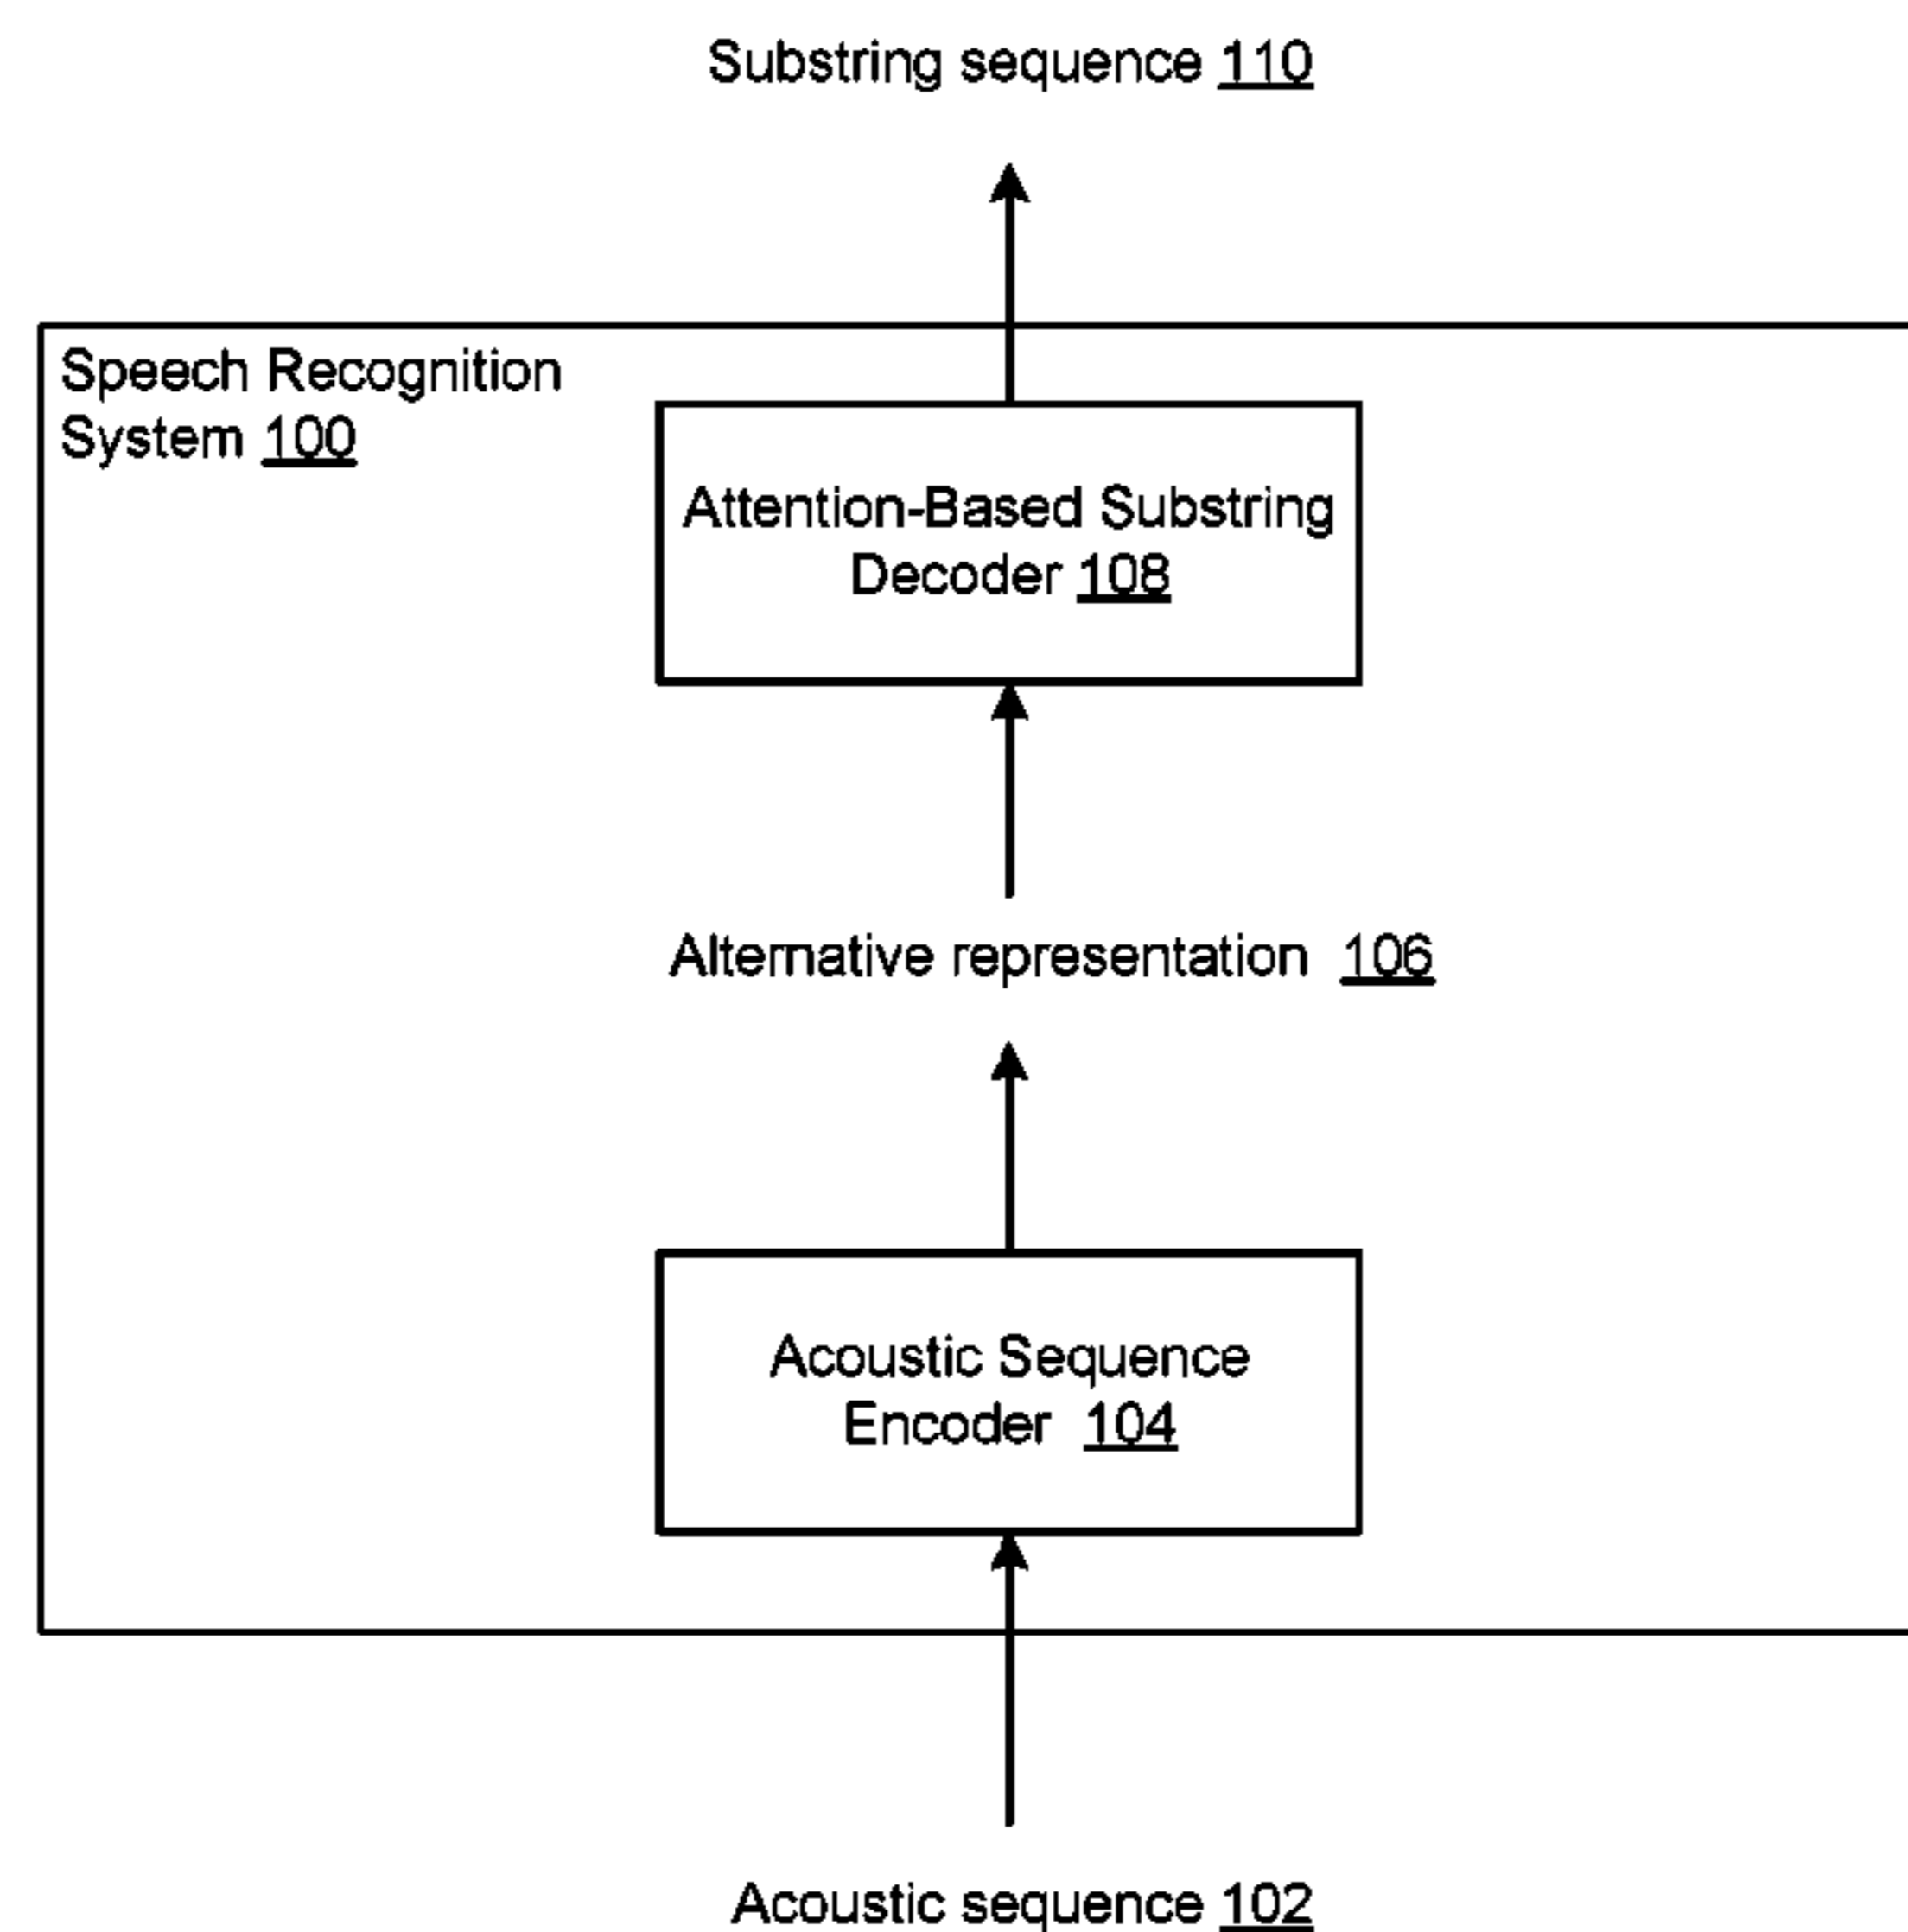 Substring sequence 110
Speech Recognition
System 100
Attention-Based Substring
Decoder 108
Alternative representation 106
Acoustic Sequence
Encoder 104
Acoustic sequence 102